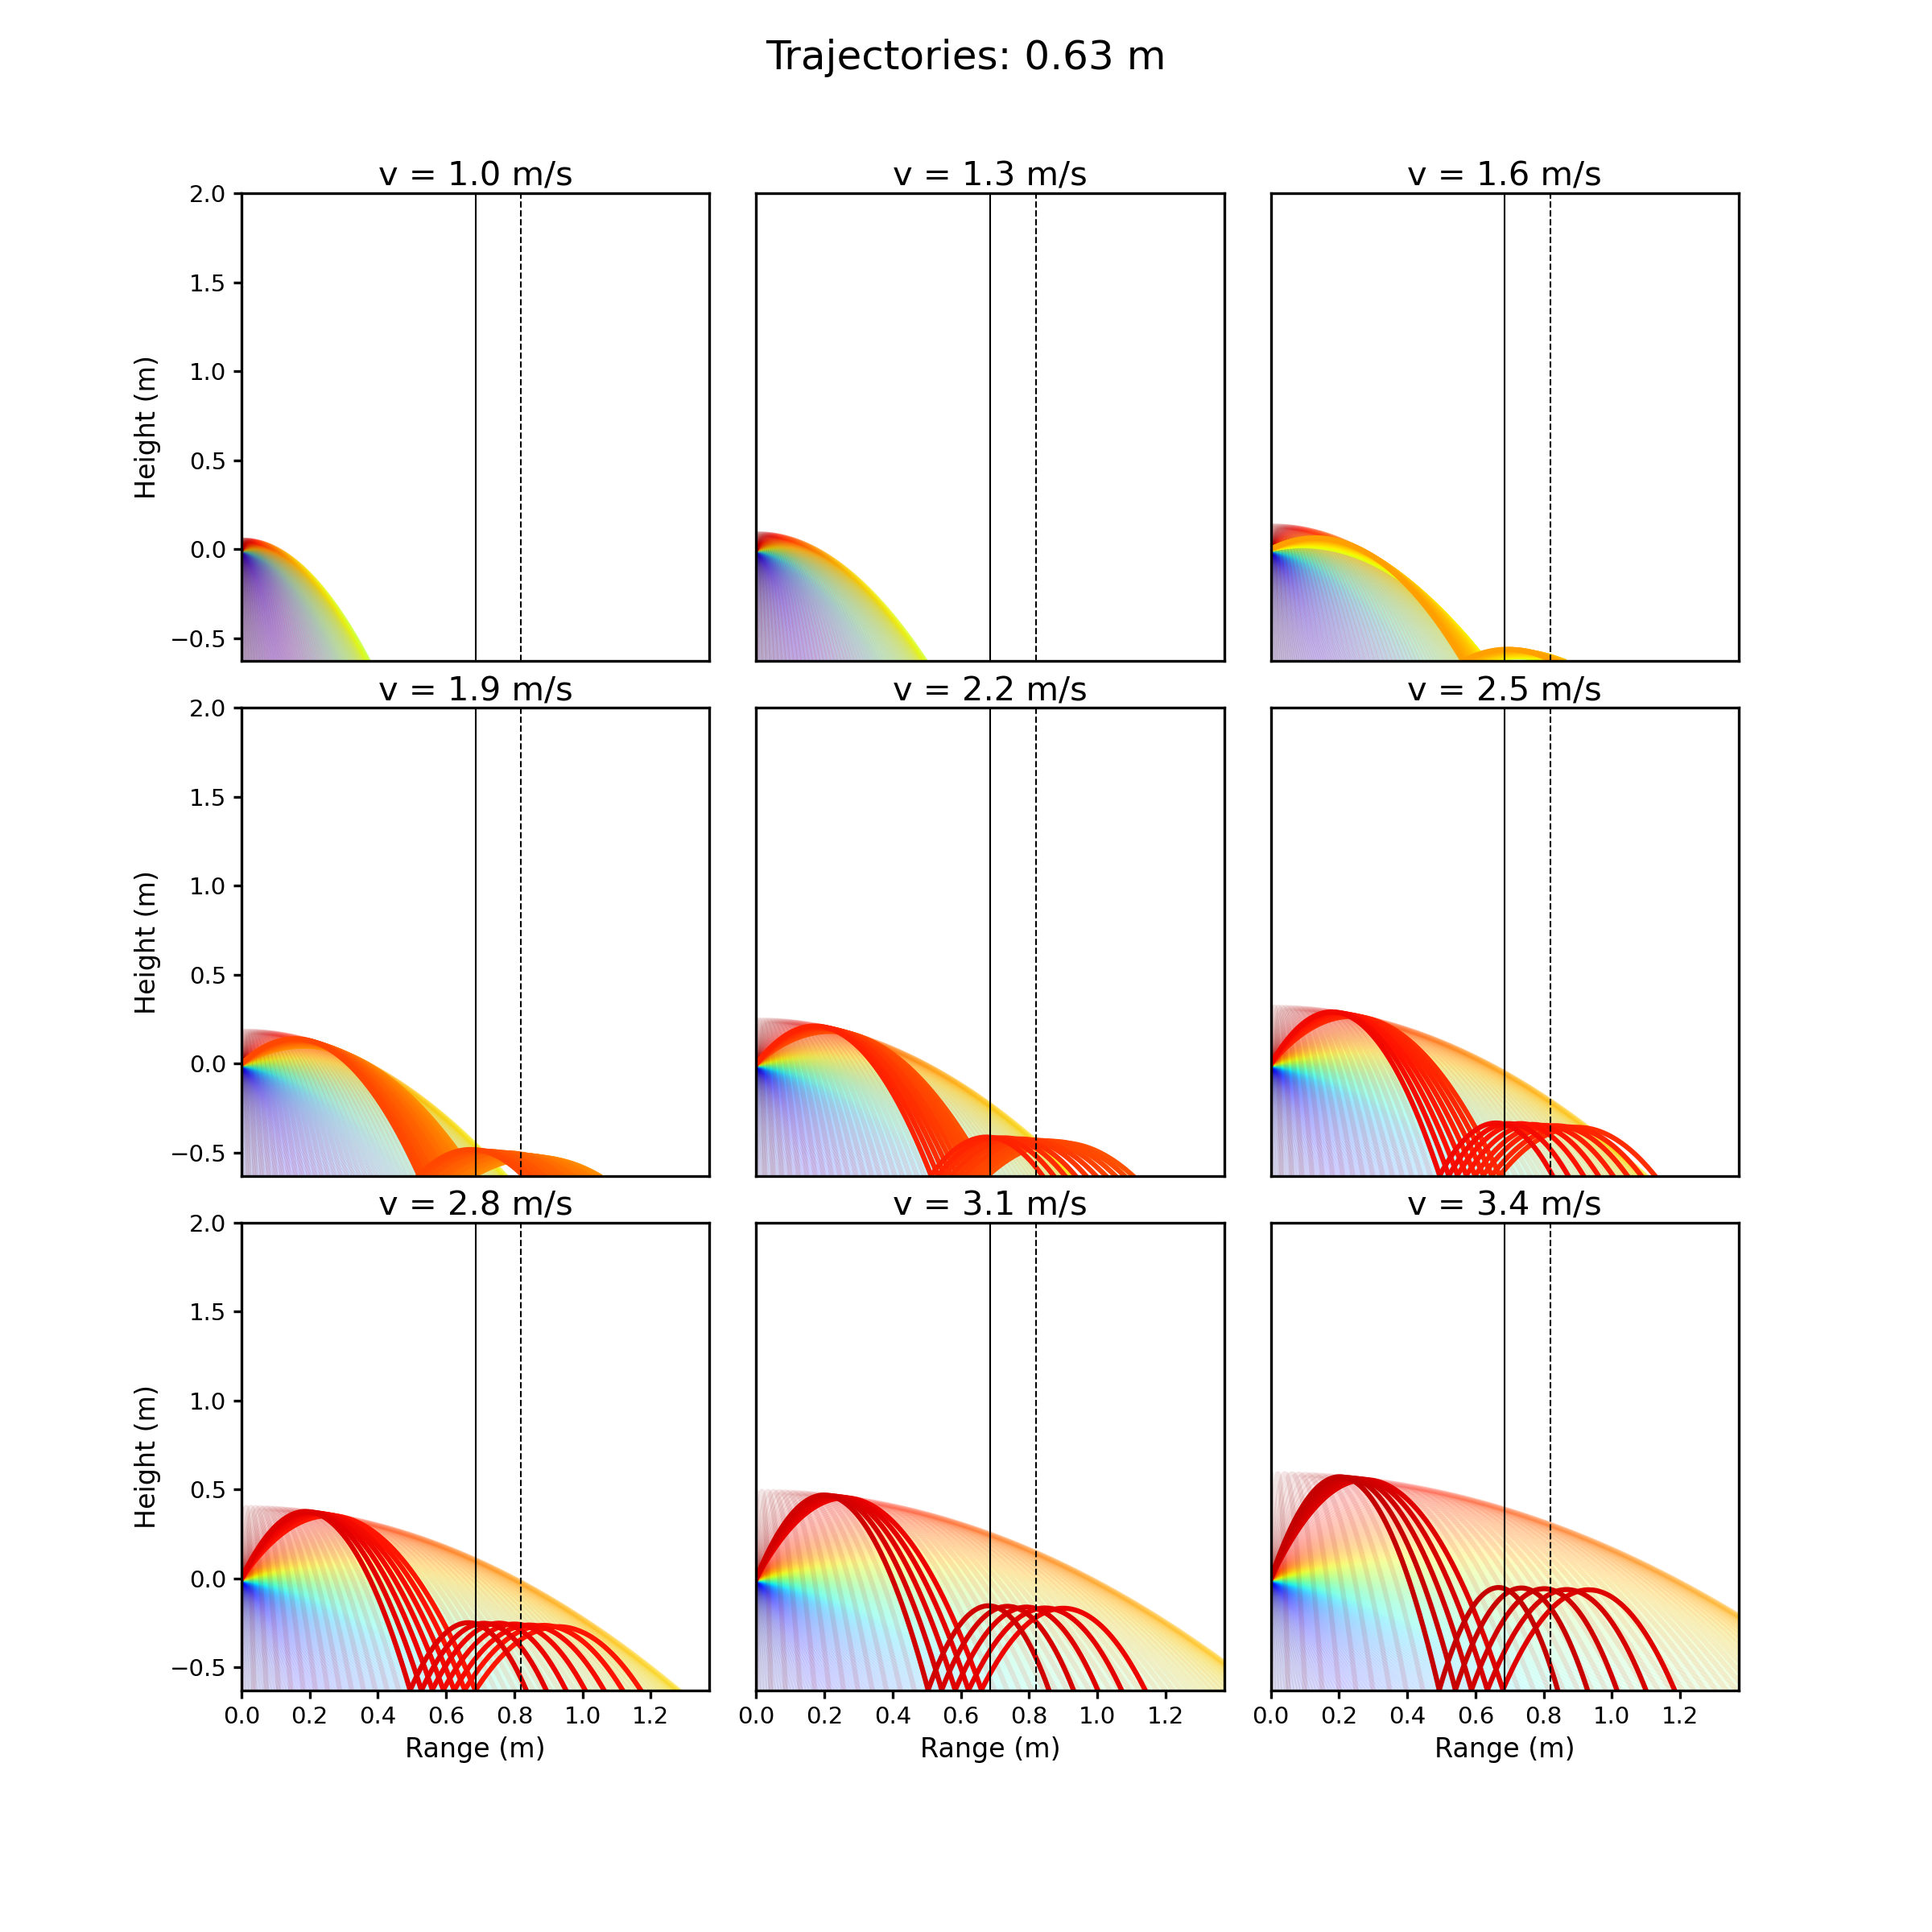 Trajectories: 0.63 m
v = 1.0 m/s
v = 1.3 m/s
v = 1.6 m/s
2.0
1.5
1.0
0.5
0.0
−0.5
Height (m)
v = 1.9 m/s
v = 2.2 m/s
v = 2.5 m/s
2.0
1.5
1.0
0.5
0.0
−0.5
Height (m)
v = 2.8 m/s
v = 3.1 m/s
v = 3.4 m/s
2.0
1.5
1.0
0.5
0.0
−0.5
Height (m)
0.0 0.2 0.4 0.6 0.8 1.0 1.2
0.0 0.2 0.4 0.6 0.8 1.0 1.2
0.0 0.2 0.4 0.6 0.8 1.0 1.2
Range (m)
Range (m)
Range (m)